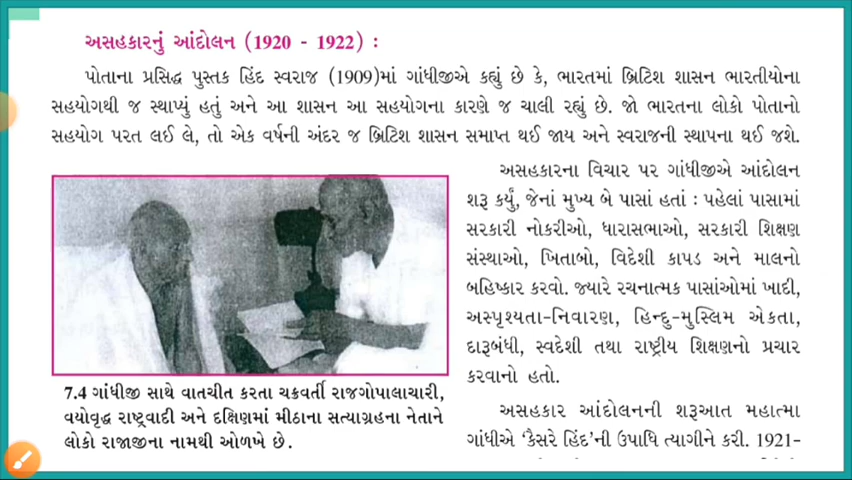 અસહકારનું આંદોલન (1920 - 1922) :
પોતાના પ્રસિદ્ધ પુસ્તક હિંદ સ્વરાજ (1909)માં ગાંધીજીએ કહ્યું છે કે, ભારતમાં બ્રિટિશ શાસન ભારતીયોના
સહયોગથી જ સ્થાપ્યું હતું અને આ શાસન આ સહયોગના કારણે જ ચાલી રહ્યું છે. જો ભારતના લોકો પોતાનો
સહયોગ પરત લઈ લે, તો એક વર્ષની અંદર જ બ્રિટિશ શાસન સમાપ્ત થઈ જાય અને સ્વરાજની સ્થાપના થઈ જશે.
અસહકારના વિચાર પર ગાંધીજીએ આંદોલન
શરૂ કર્યું, જેનાં મુખ્ય બે પાસાં હતાં : પહેલાં પાસામાં
સરકારી નોકરીઓ, ધારાસભાઓ, સરકારી શિક્ષણ
સંસ્થાઓ, ખિતાબો, વિદેશી કાપડ અને માલનો
બહિષ્કાર કરવો. જ્યારે રચનાત્મક પાસાંઓમાં ખાદી,
અસ્પૃશ્યતા-નિવારણ, હિન્દુ-મુસ્લિમ એકતા,
દારૂબંધી, સ્વદેશી તથા રાષ્ટ્રીય શિક્ષણનો પ્રચાર
કરવાનો હતો.
અસહકાર આંદોલનની શરૂઆત મહાત્મા
ગાંધીએ ‘કૈસરે હિંદ’ની ઉપાધિ ત્યાગીને કરી. 1921-
7.4 ગાંધીજી સાથે વાતચીત કરતા ચક્રવર્તી રાજગોપાલાચારી,
વયોવૃદ્ધ રાષ્ટ્રવાદી અને દક્ષિણમાં મીઠાના સત્યાગ્રહના નેતાને
લોકો રાજાજીના નામથી ઓળખે છે.